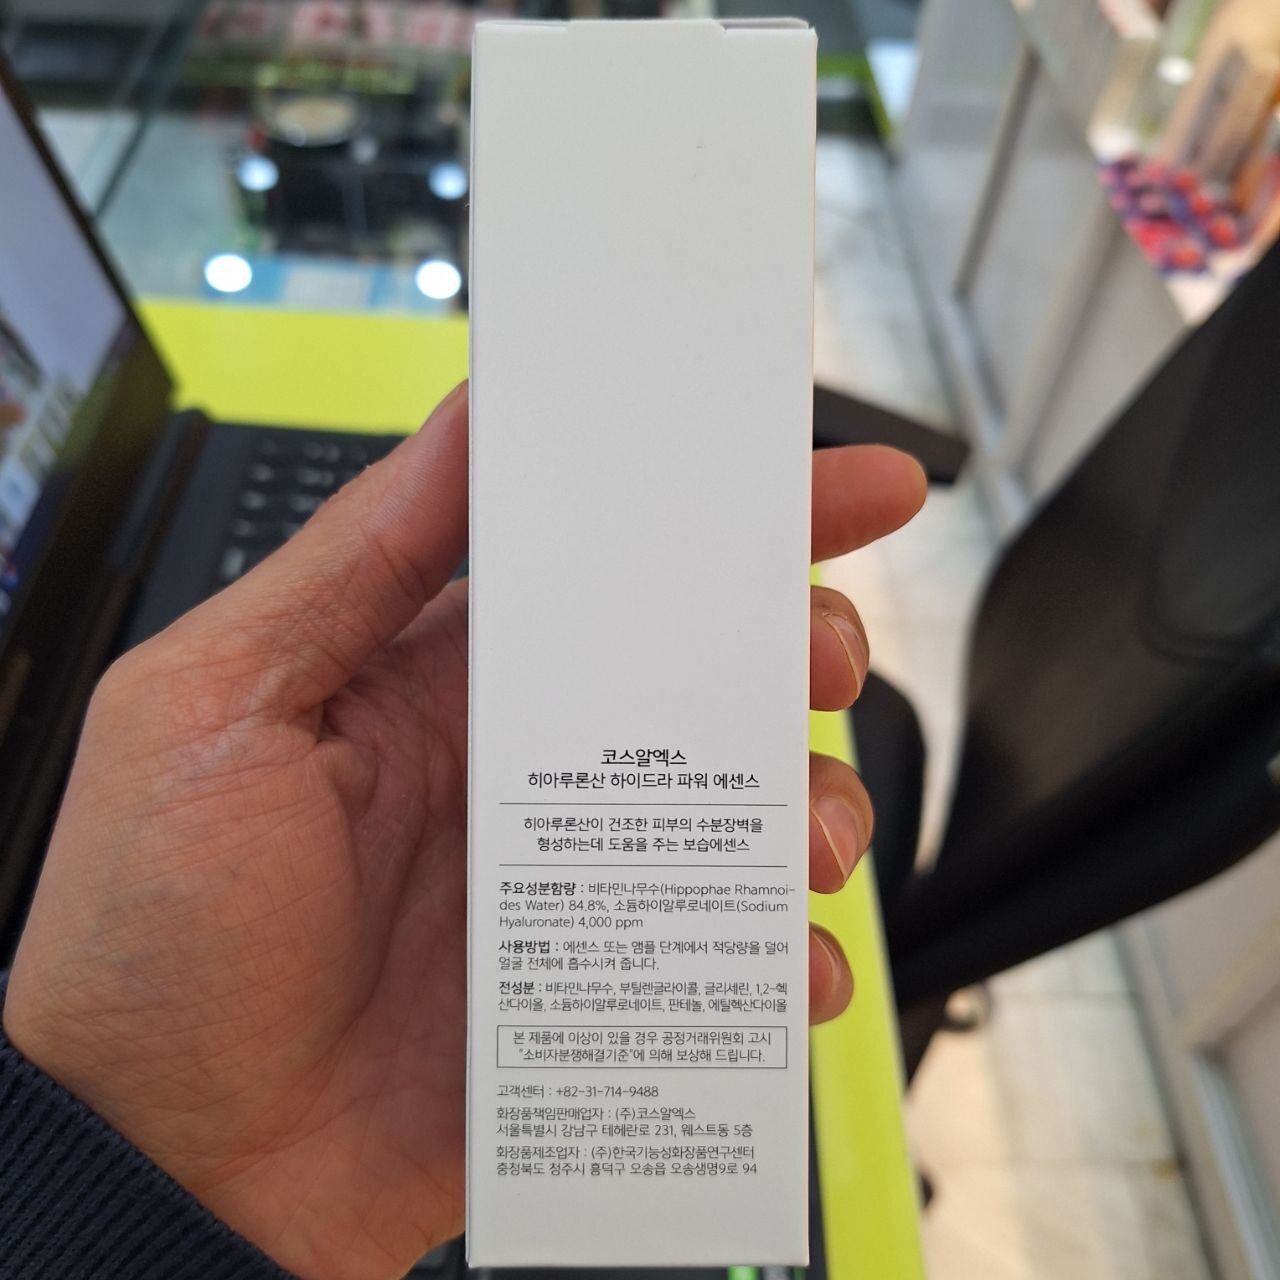 코스알엑스
히아루론산 하이드라 파워 에센스
히아루론산이 건조한 피부의 수분장벽을
형성하는데 도움을 주는 보습에센스
주요성분함량 : 비타민나무수(Hippophae Rhamnoi-
des Water) 84.8%, 소듐하이알루로네이트(Sodium
Hyaluronate) 4,000 ppm
사용방법 : 에센스 또는 앰플 단계에서 적당량을 덜어
얼굴 전체에 흡수시켜 줍니다.
전성분 : 비타민나무수, 부틸렌글라이콜, 글리세린, 1,2-헥
산다이올, 소듐하이알루로네이트, 판테놀, 에틸헥산다이올
본 제품에 이상이 있을 경우 공정거래위원회 고시
"소비자분쟁해결기준"에 의해 보상해 드립니다.
고객센터 : +82-31-714-9488
화장품책임판매업자 : (주)코스알엑스
서울특별시 강남구 테헤란로 231, 웨스트동 5층
화장품제조업자 : (주)한국기능성화장품연구센터
충청북도 청주시 흥덕구 오송읍 오송생명9로 94